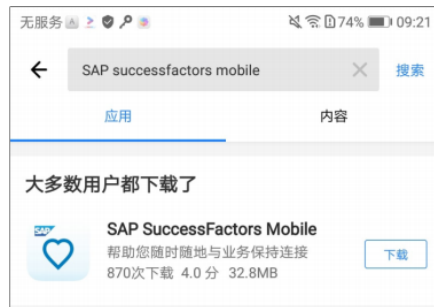 无服务 74% 09:21
SAP successfactors mobile 搜索
应用 内容
大多数用户都下载了
SAP
SAP SuccessFactors Mobile
帮助您随时随地与业务保持连接
870次下载 4.0 分 32.8MB
下载